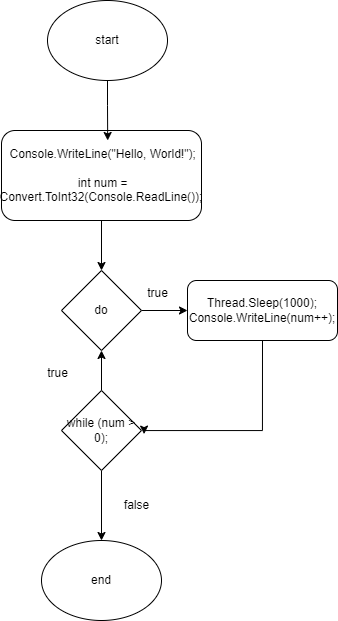 start
Console.WriteLine("Hello, World!");
int num =
Convert.ToInt32(Console.ReadLine());
do
true
Thread.Sleep(1000);
Console.WriteLine(num++);
true
while (num >
0);
false
end